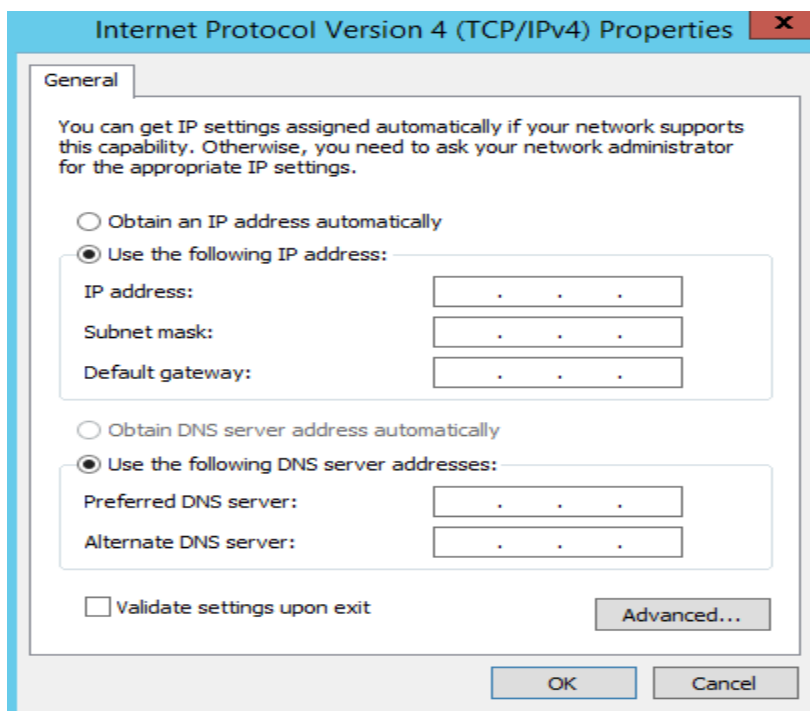 Internet Protocol Version 4 (TCP/IPv4) Properties
x
General
You can get IP settings assigned automatically if your network supports
this capability. Otherwise, you need to ask your network administrator
for the appropriate IP settings.
Obtain an IP address automatically
Use the following IP address:
IP address: . . .
Subnet mask: . . .
Default gateway: . . .
Obtain DNS server address automatically
Use the following DNS server addresses:
Preferred DNS server: . . .
Alternate DNS server: . . .
Validate settings upon exit
Advanced...
OK
Cancel